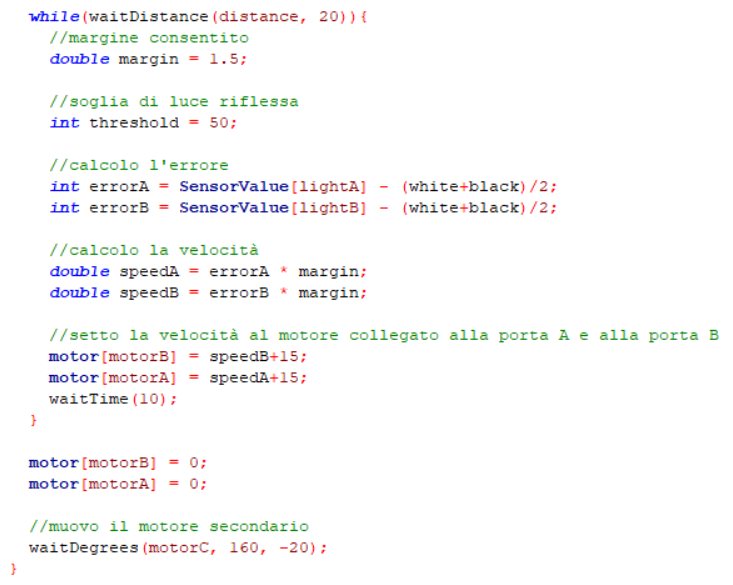 while(waitDistance(distance, 20)){
//margine consentito
double margin = 1.5;
//soglia di luce riflessa
int threshold = 50;
//calcolo l'errore
int errorA = SensorValue[lightA] - (white+black)/2;
int errorB = SensorValue[lightB] - (white+black)/2;
//calcolo la velocità
double speedA = errorA * margin;
double speedB = errorB * margin;
//setto la velocità al motore collegato alla porta A e alla porta B
motor[motorB] = speedB+15;
motor[motorA] = speedA+15;
waitTime(10);
}
motor[motorB] = 0;
motor[motorA] = 0;
//muovo il motore secondario
waitDegrees(motorC, 160, -20);
}